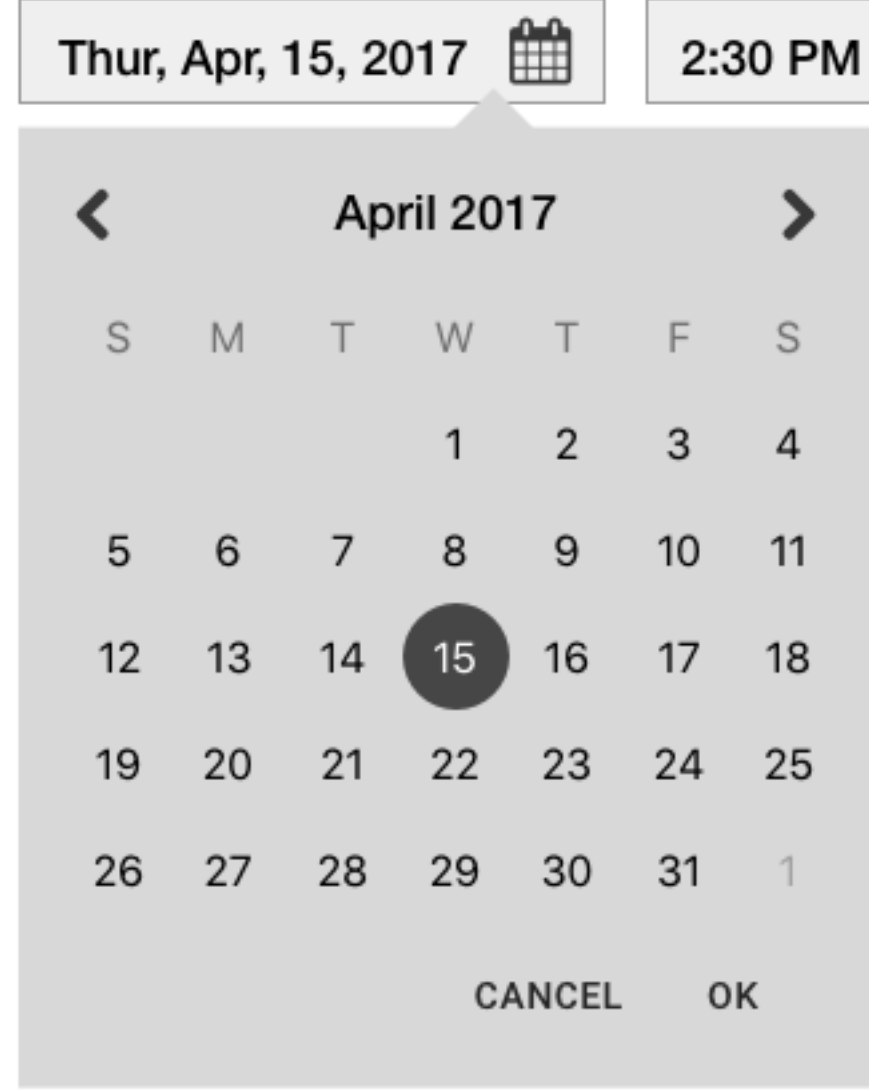 Thur, Apr, 15, 2017 2:30 PM
April 2017
S M T W T F S
1 2 3 4
5 6 7 8 9 10 11
12 13 14 15 16 17 18
19 20 21 22 23 24 25
26 27 28 29 30 31 1
CANCEL OK